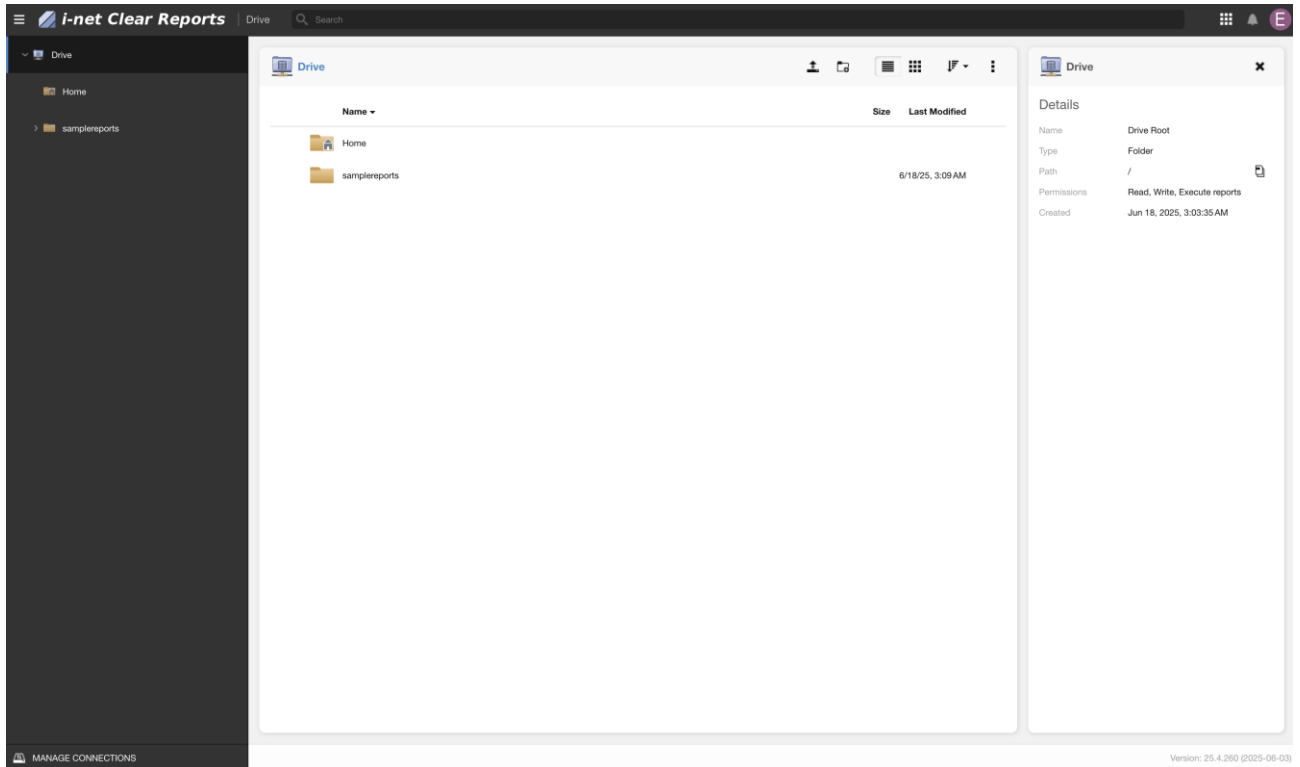 i-net Clear Reports Drive Search E
Drive
Home
samplereports
MANAGE CONNECTIONS
Drive
Name Size Last Modified
Home
samplereports 6/18/25, 3:09 AM
Drive
Details
Name Drive Root
Type Folder
Path /
Permissions Read, Write, Execute reports
Created Jun 18, 2025, 3:03:35 AM
Version: 25.4.260 (2025-06-03)